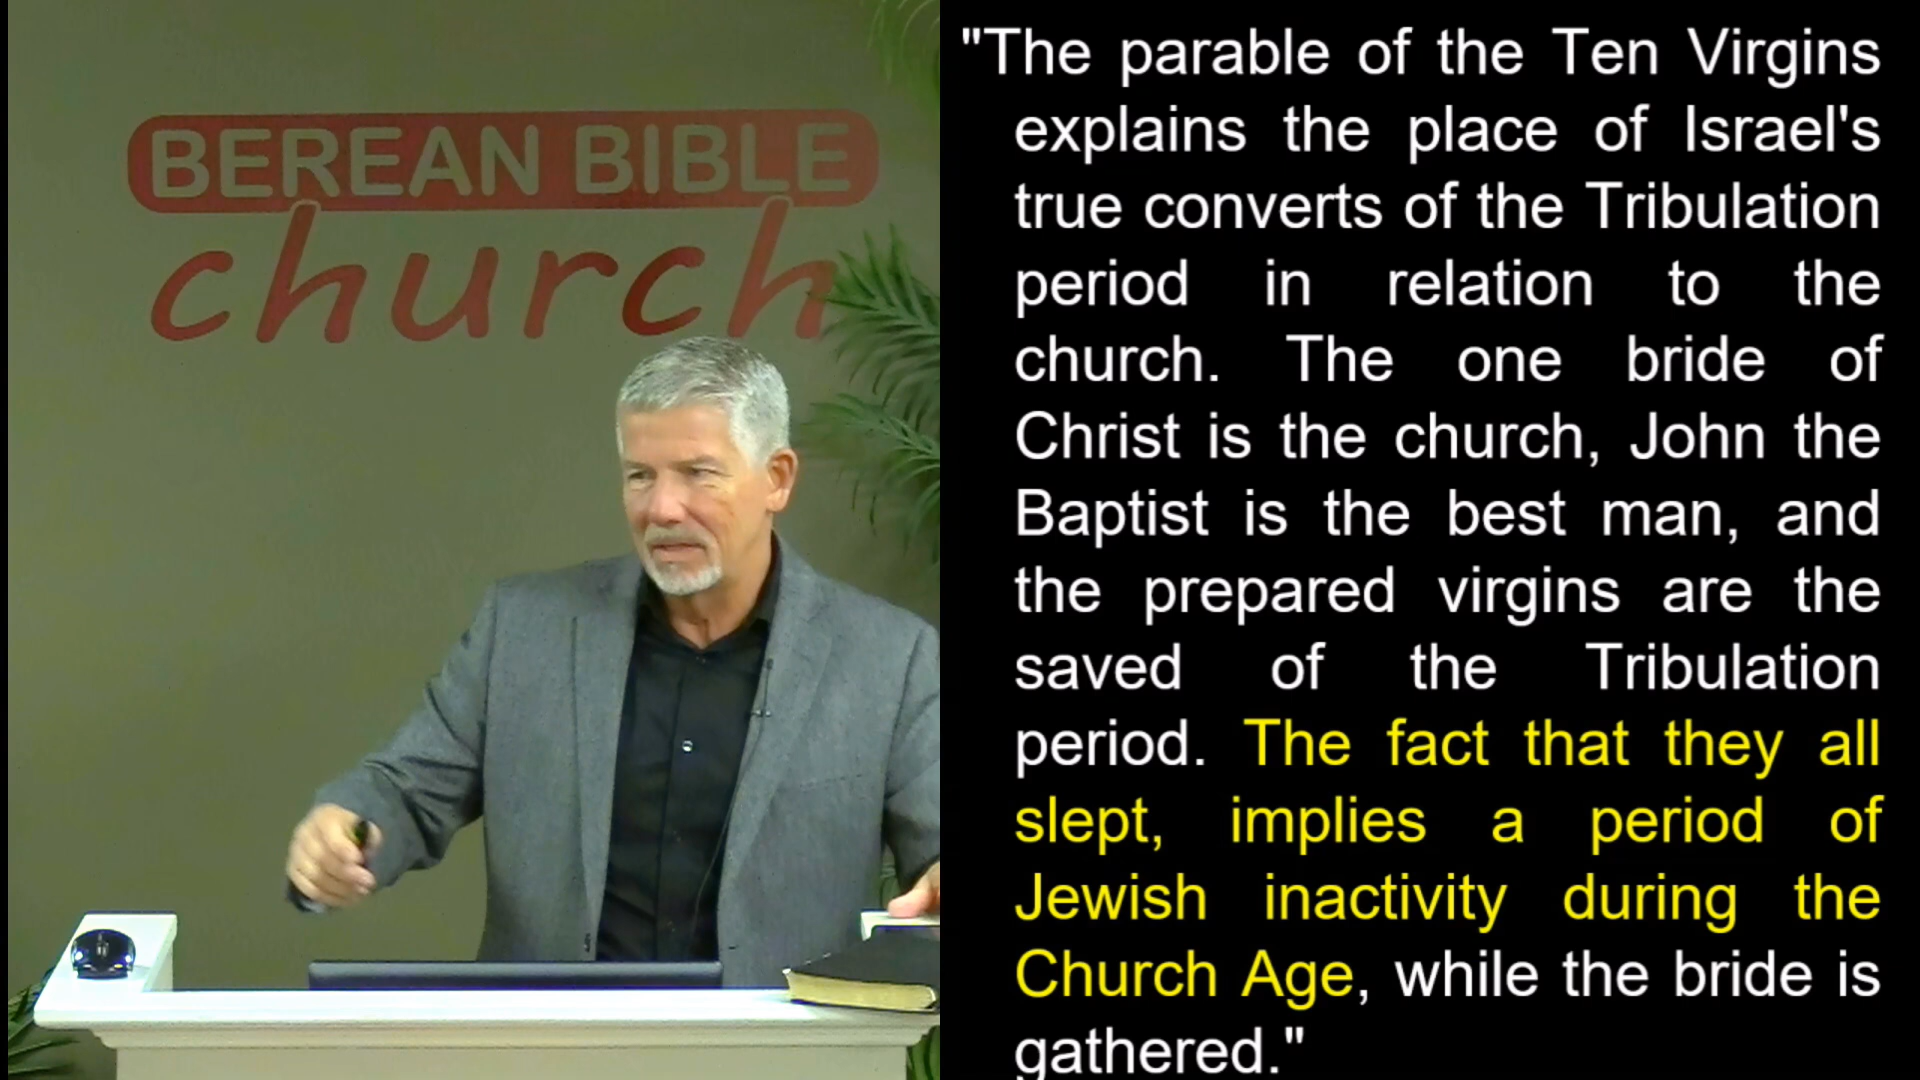 BEREAN BIBLE
church
"The parable of the Ten Virgins
explains the place of Israel's
true converts of the Tribulation
period in relation to the
church. The one bride of
Christ is the church, John the
Baptist is the best man, and
the prepared virgins are the
saved of the Tribulation
period. The fact that they all
slept, implies a period of
Jewish inactivity during the
Church Age, while the bride is
gathered."